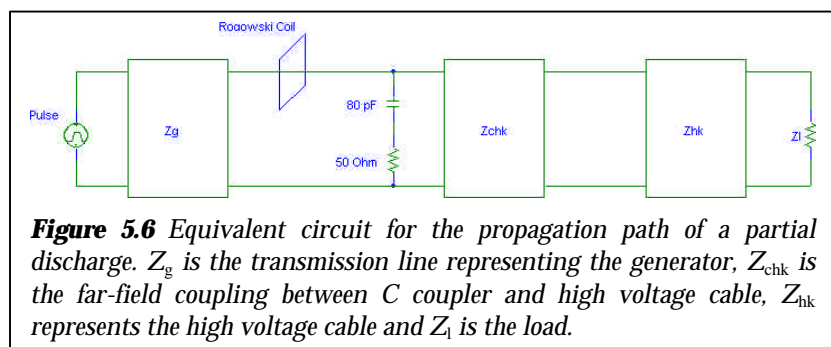 Rogowski Coil
Pulse
Zg
80 pF
50 Ohm
Zchk
Zhk
Zl
Figure 5.6 Equivalent circuit for the propagation path of a partial
discharge. Zg is the transmission line representing the generator, Zchk is
the far-field coupling between C coupler and high voltage cable, Zhk
represents the high voltage cable and Zl is the load.